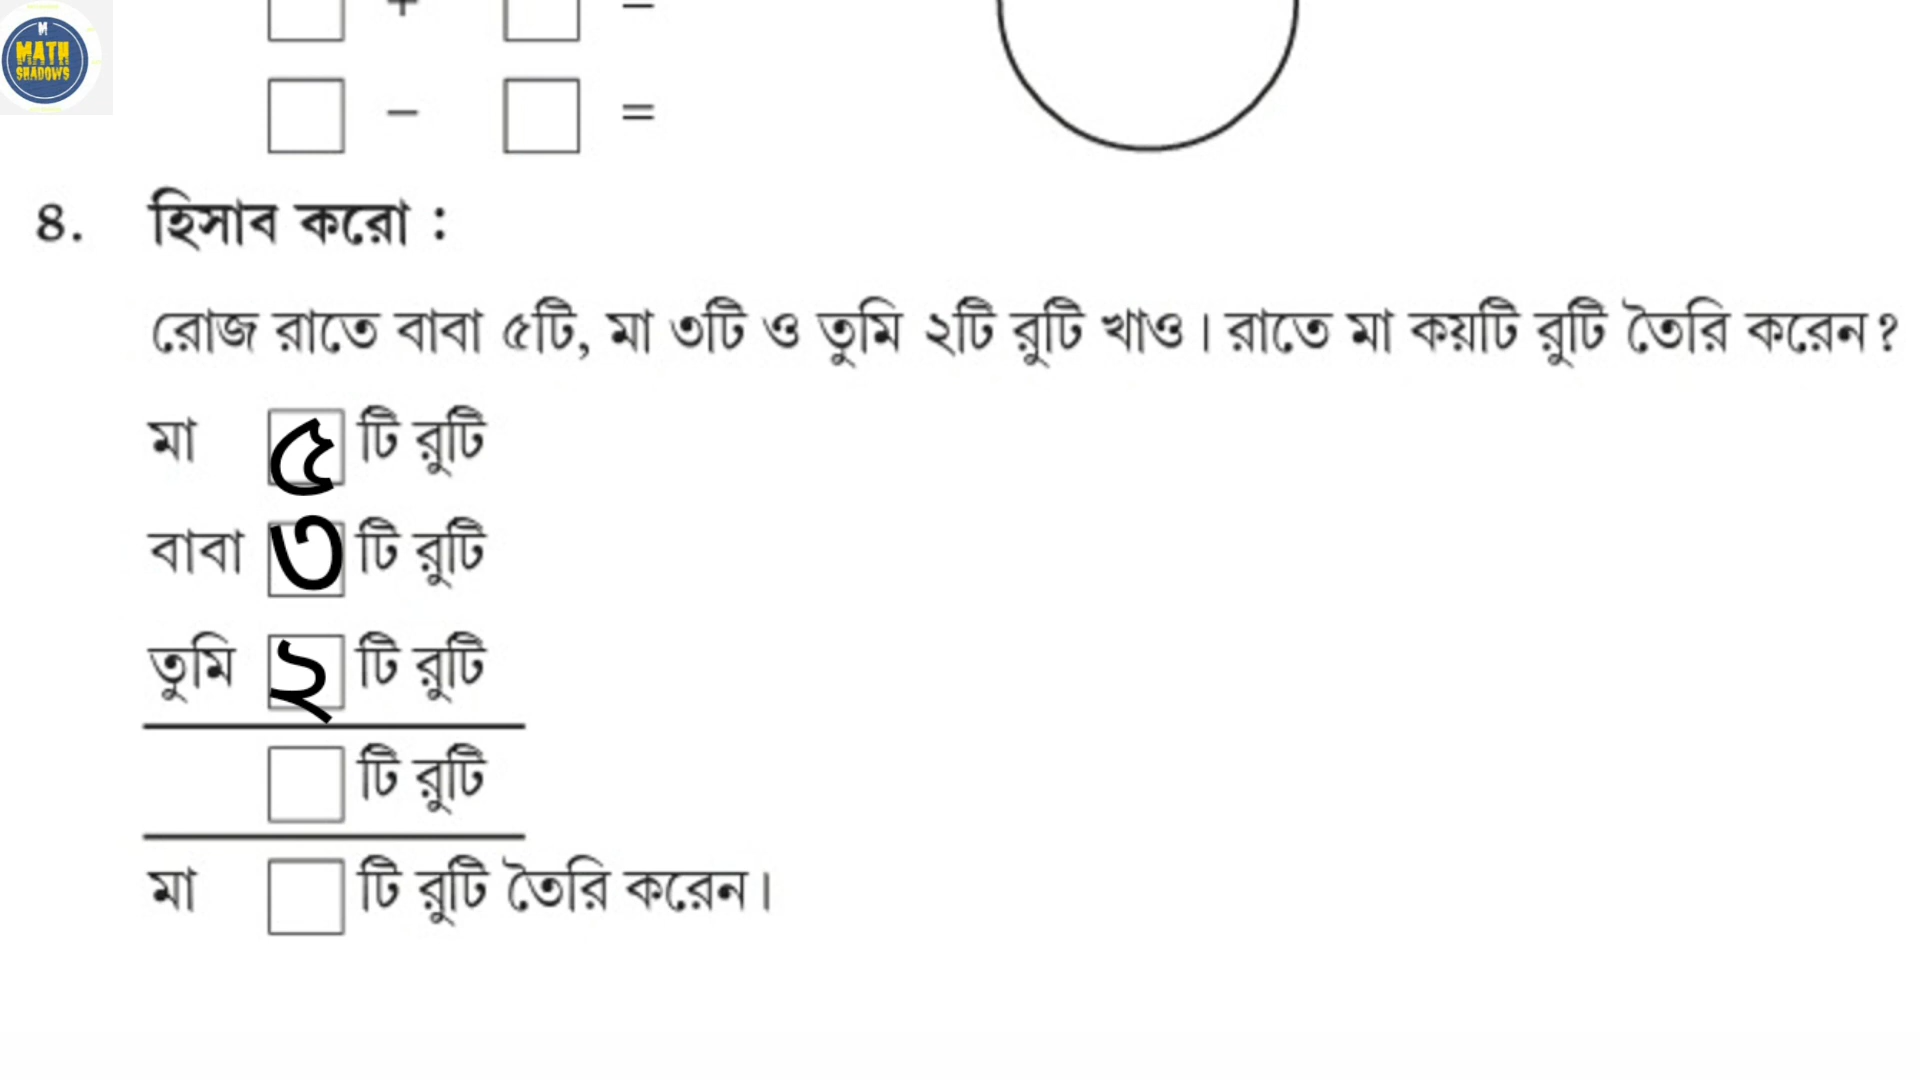 M
MATH
SHADOWS
+ =
− =
৪. হিসাব করো :
রোজ রাতে বাবা ৫টি, মা ৩টি ও তুমি ২টি রুটি খাও। রাতে মা কয়টি রুটি তৈরি করেন?
মা ৫ টি রুটি
বাবা ৩ টি রুটি
তুমি ২ টি রুটি
টি রুটি
মা টি রুটি তৈরি করেন।